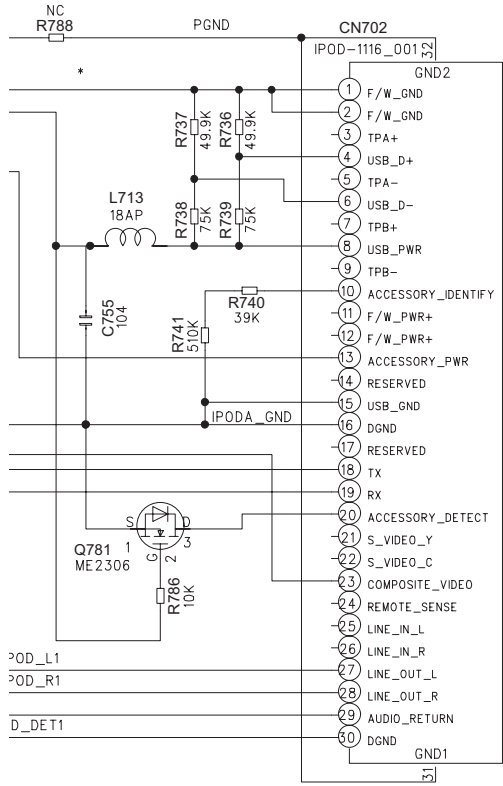 NC
R788
PGND
CN702
IPOD-1116_001
32
GND2
*
1 F/W_GND
2 F/W_GND
3 TPA+
4 USB_D+
5 TPA-
6 USB_D-
7 TPB+
8 USB_PWR
9 TPB-
10 ACCESSORY_IDENTIFY
11 F/W_PWR+
12 F/W_PWR+
13 ACCESSORY_PWR
14 RESERVED
15 USB_GND
16 DGND
17 RESERVED
18 TX
19 RX
20 ACCESSORY_DETECT
21 S_VIDEO_Y
22 S_VIDEO_C
23 COMPOSITE_VIDEO
24 REMOTE_SENSE
25 LINE_IN_L
26 LINE_IN_R
27 LINE_OUT_L
28 LINE_OUT_R
29 AUDIO_RETURN
30 DGND
GND1
31
R737
49.9K
R736
49.9K
R738
75K
R739
75K
L713
18AP
C755
104
R740
39K
R741
510K
IPODA_GND
S
D
G
1
2
3
Q781
ME2306
R786
10K
POD_L1
POD_R1
D_DET1